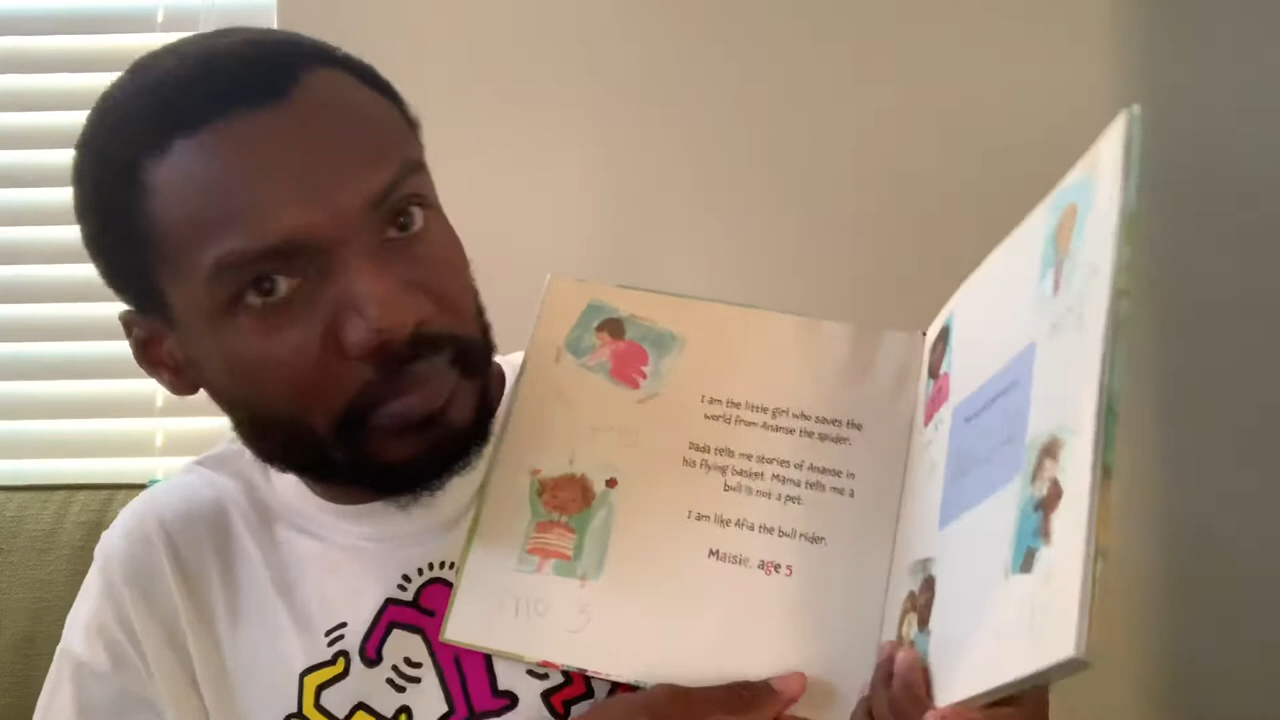 I am the little girl who saves the
world from Ananse the spider.
Dada tells me stories of Ananse in
his flying basket. Mama tells me a
bull is not a pet.
I am like Afia the bull rider.
Maisie, age 5